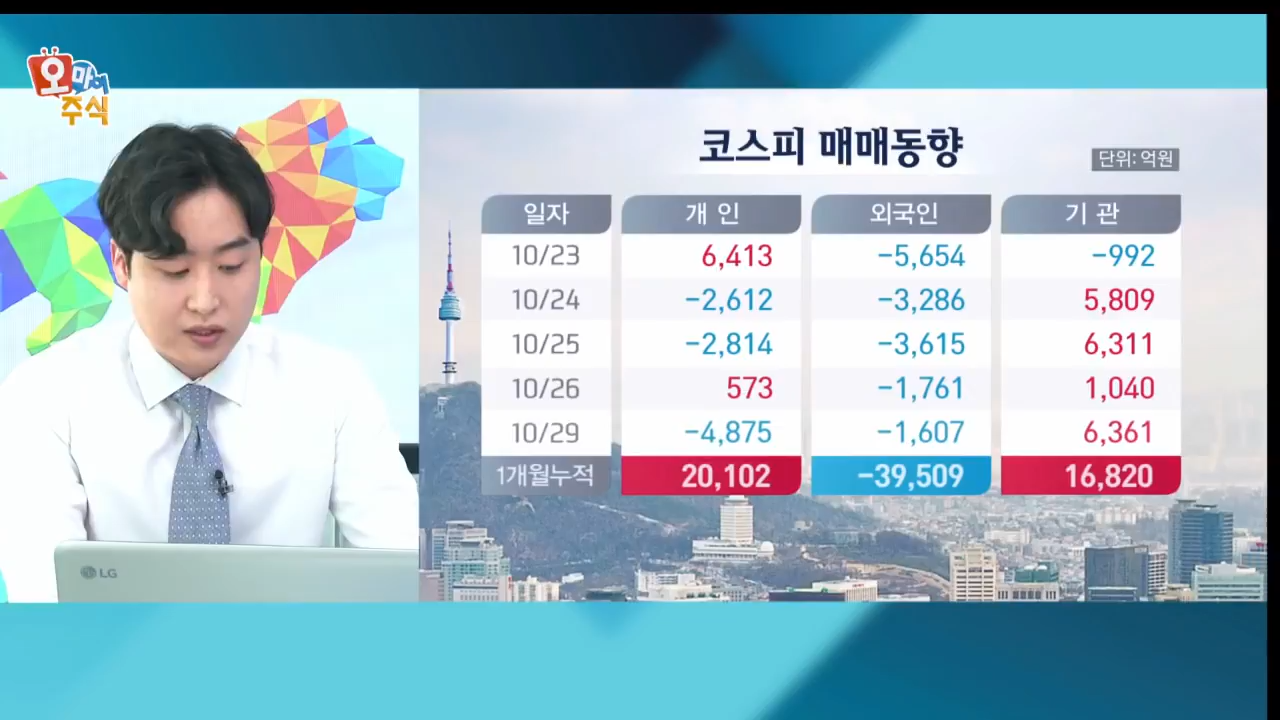 오마이
주식
코스피 매매동향
단위: 억원
일자 개인 외국인 기관
10/23 6,413 -5,654 -992
10/24 -2,612 -3,286 5,809
10/25 -2,814 -3,615 6,311
10/26 573 -1,761 1,040
10/29 -4,875 -1,607 6,361
1개월누적 20,102 -39,509 16,820
LG